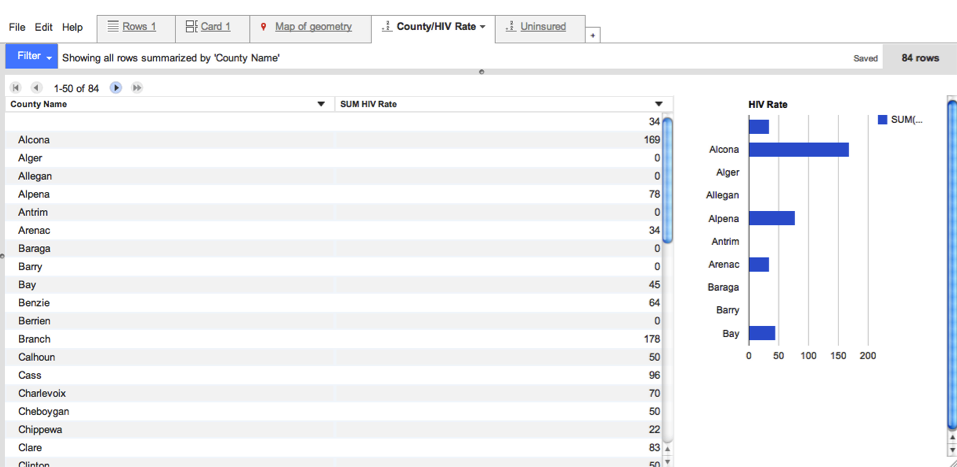 File Edit Help Rows 1 Card 1 Map of geometry County/HIV Rate Uninsured +
Filter Showing all rows summarized by 'County Name' Saved 84 rows
1-50 of 84
County Name SUM HIV Rate
34
Alcona 169
Alger 0
Allegan 0
Alpena 78
Antrim 0
Arenac 34
Baraga 0
Barry 0
Bay 45
Benzie 64
Berrien 0
Branch 178
Calhoun 50
Cass 96
Charlevoix 70
Cheboygan 50
Chippewa 22
Clare 83
Clinton 50
HIV Rate
SUM(...
Alcona
Alger
Allegan
Alpena
Antrim
Arenac
Baraga
Barry
Bay
0 50 100 150 200